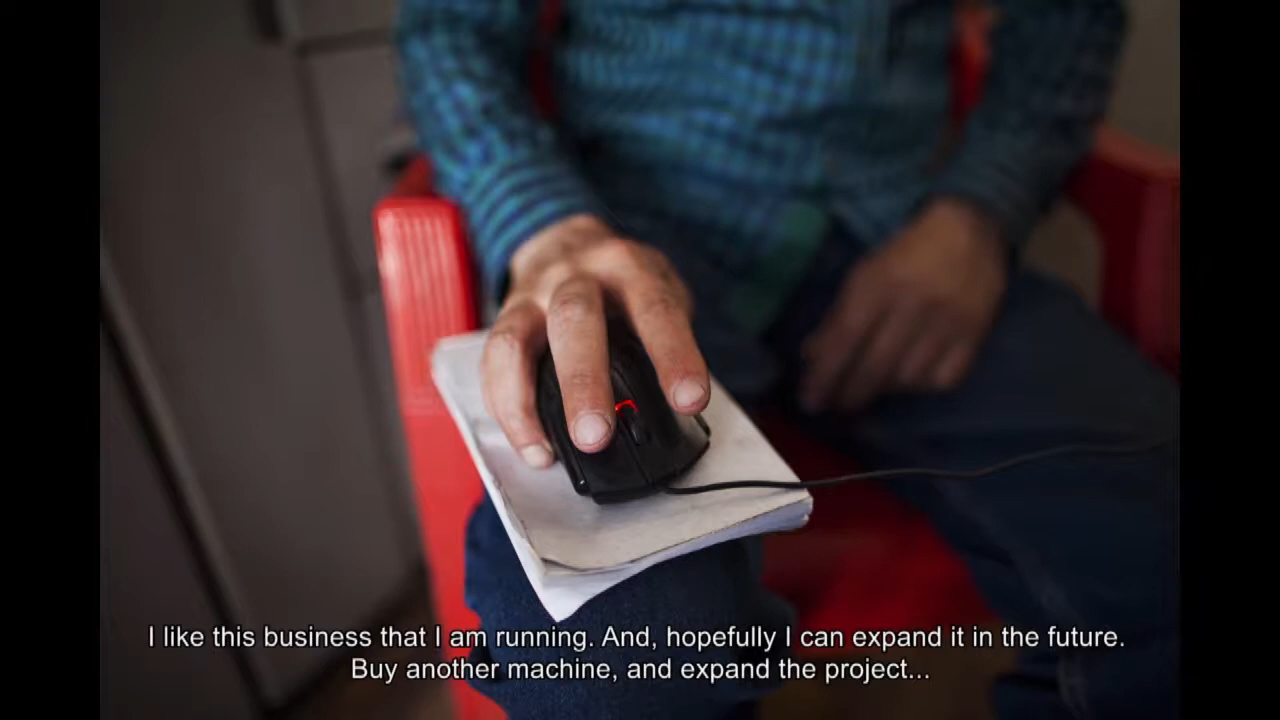 I like this business that I am running. And, hopefully I can expand it in the future.
Buy another machine, and expand the project...